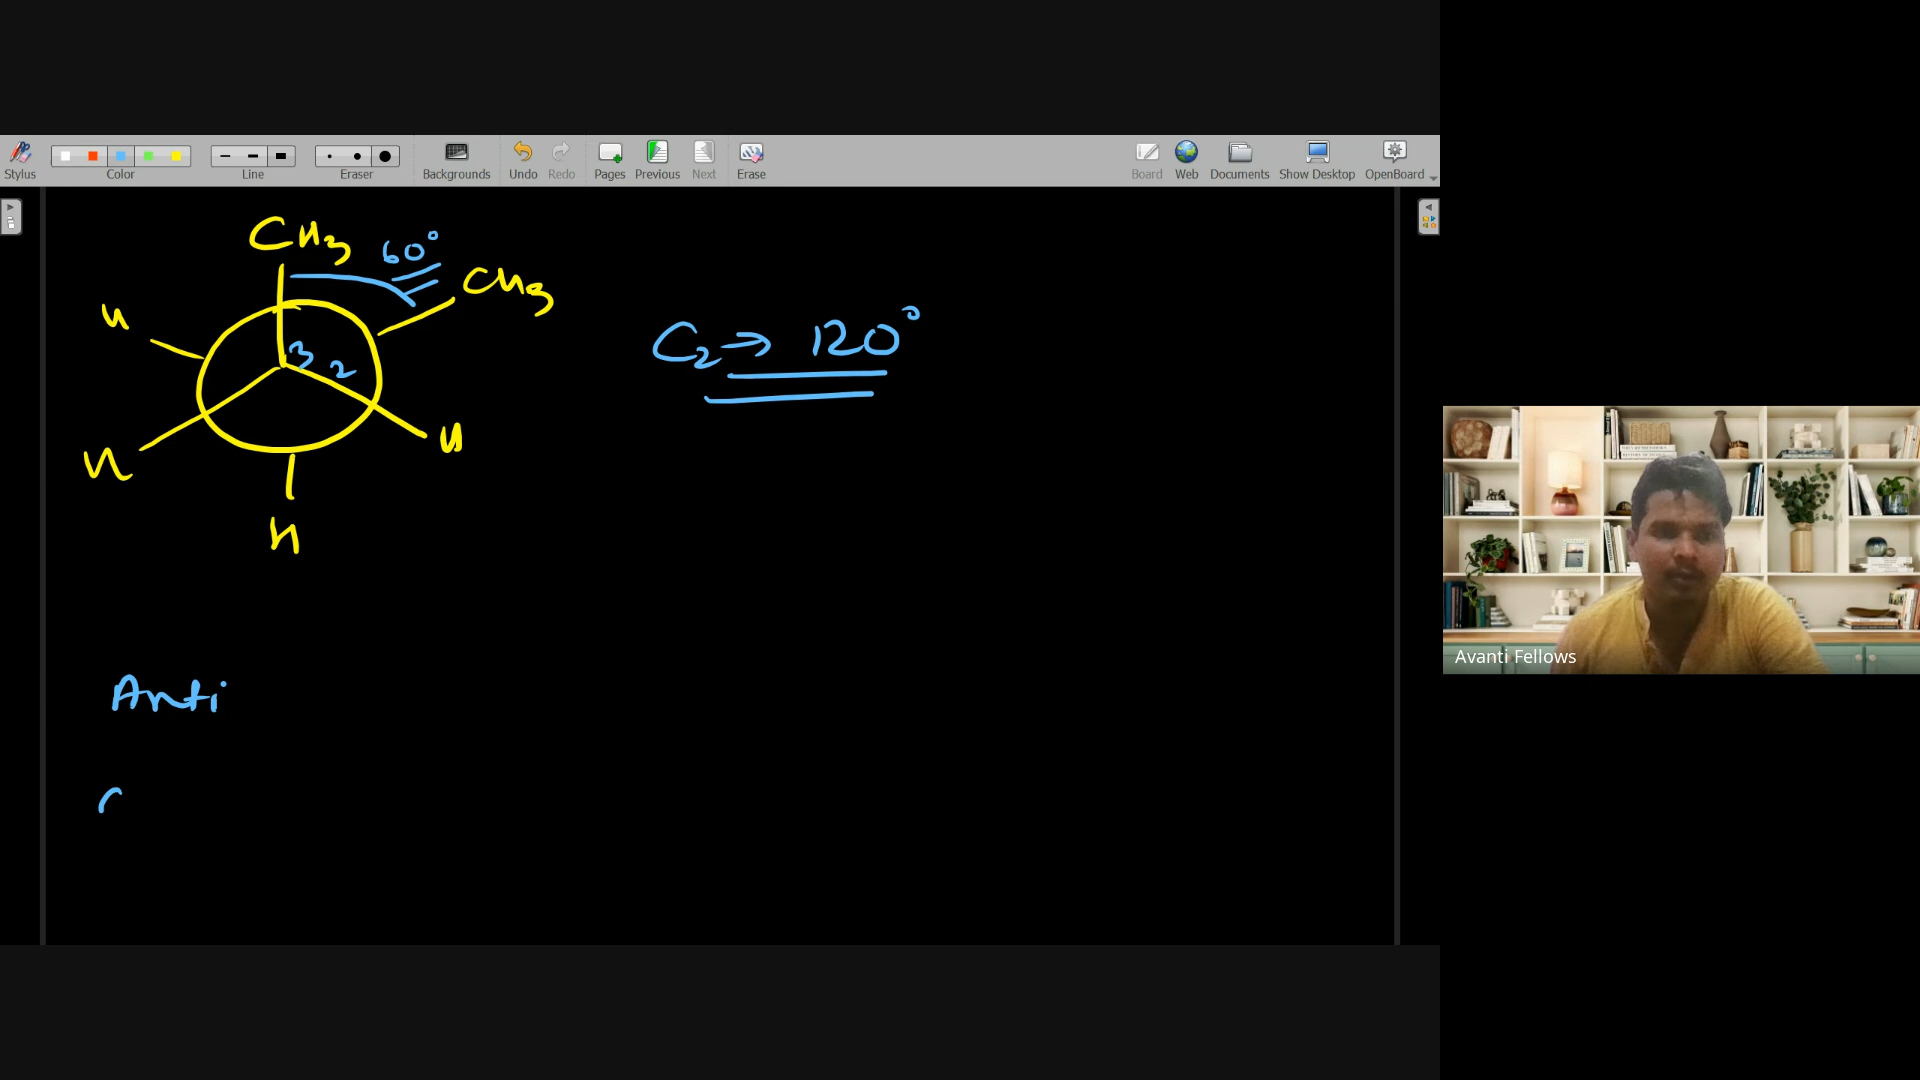 Stylus Color Line Eraser Backgrounds Undo Redo Pages Previous Next Erase Board Web Documents Show Desktop OpenBoard
CH3 60°
CH3
H
C2 → 120°
3 2
H
H
H
Anti
Avanti Fellows